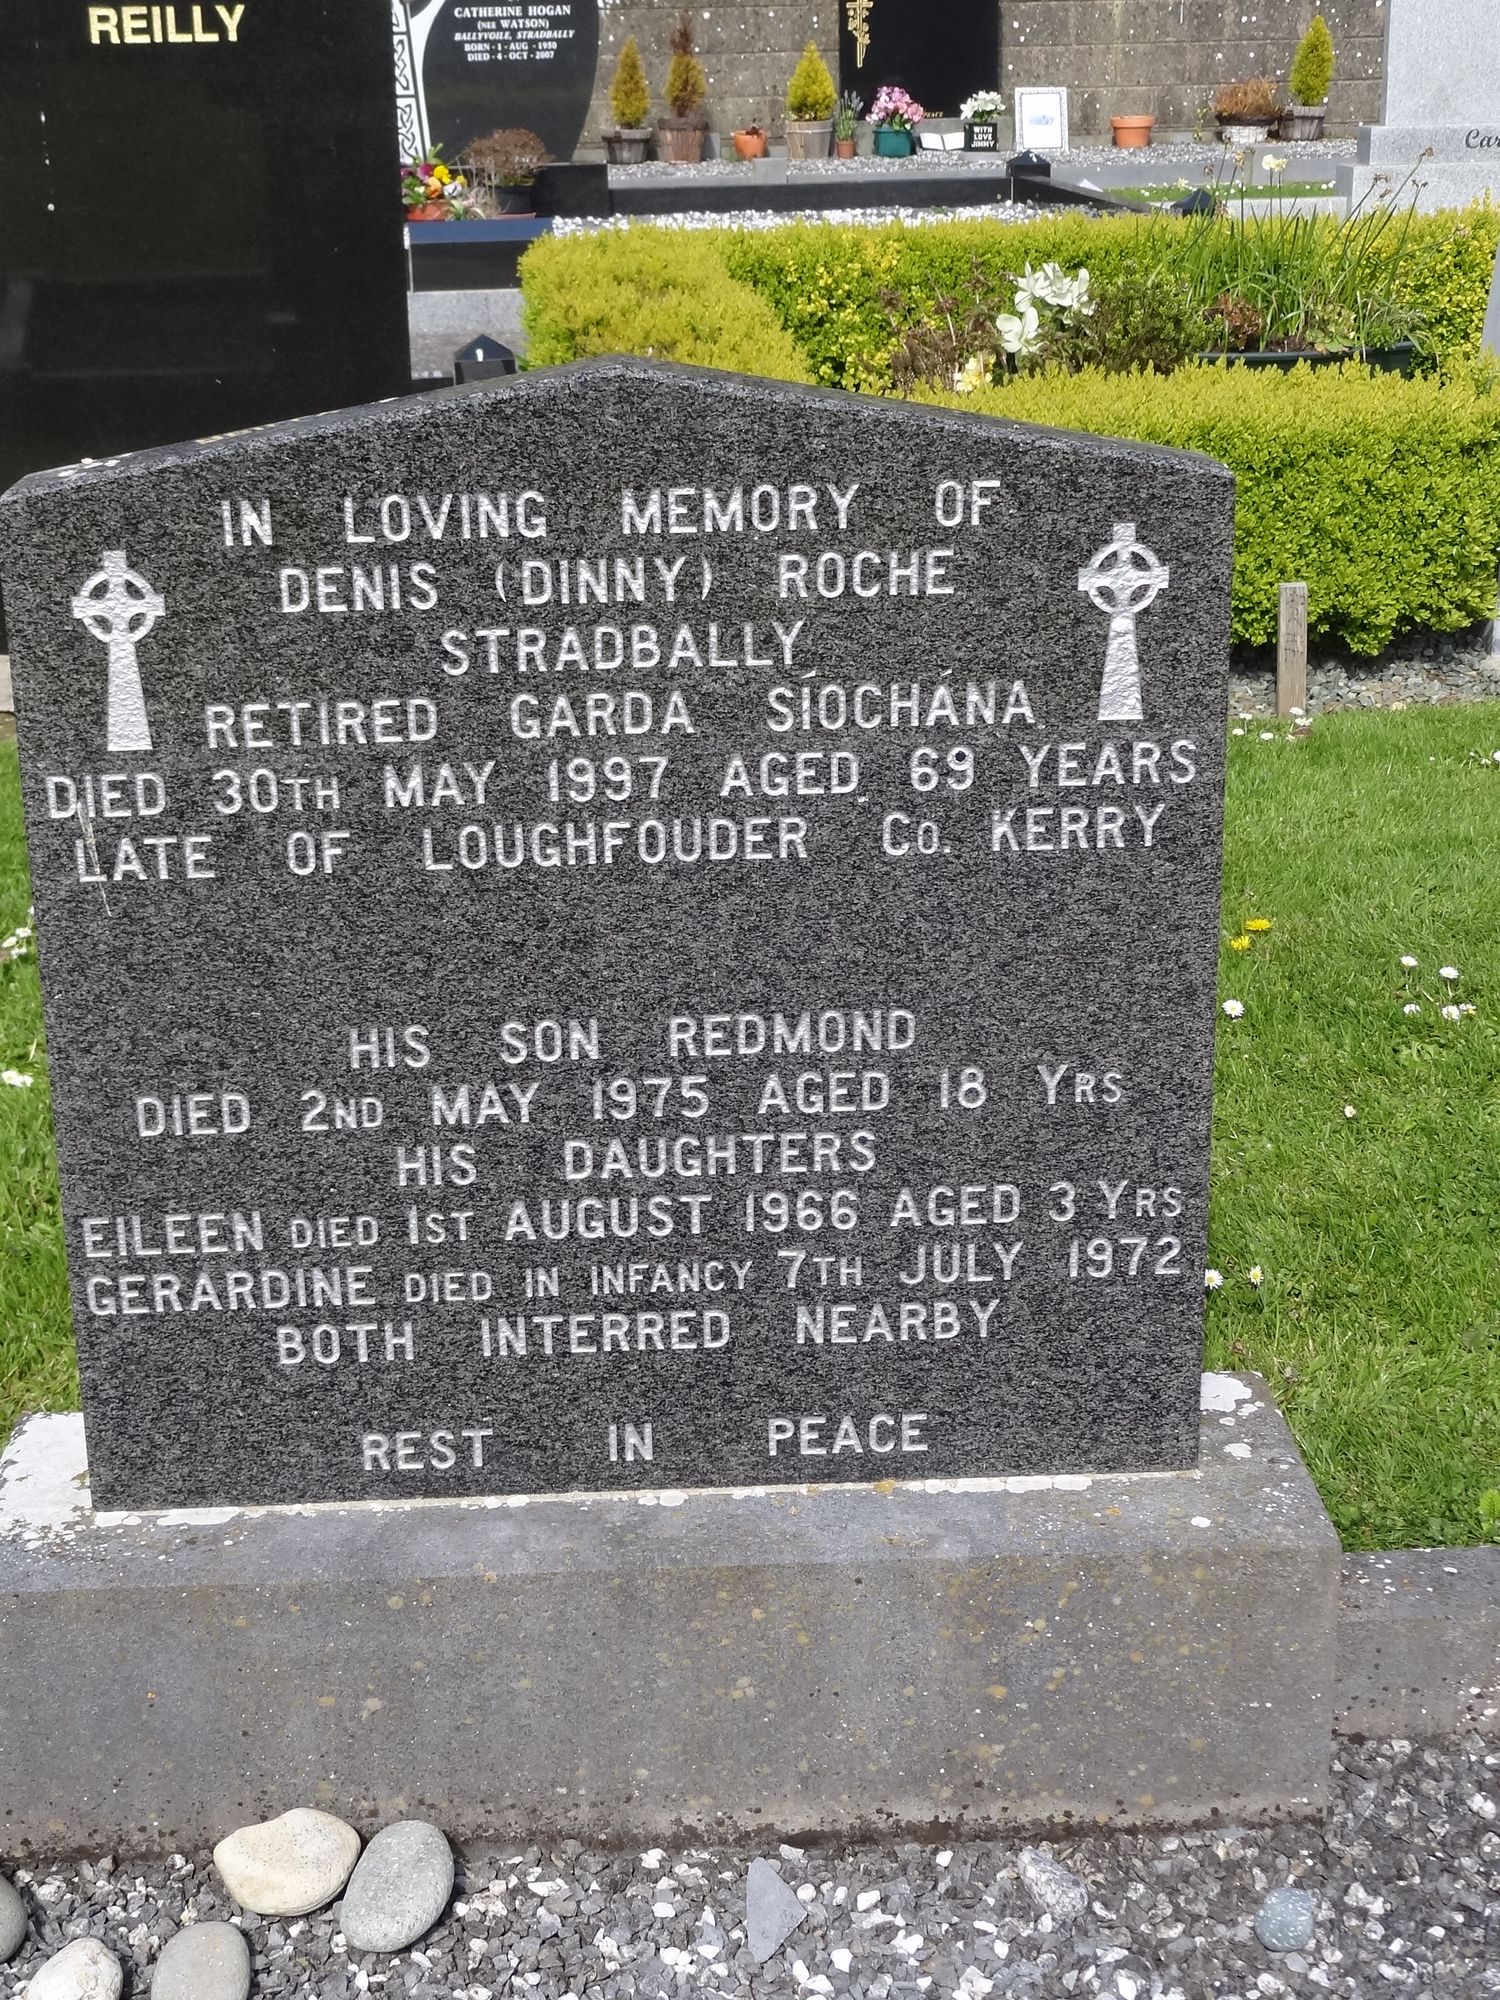 REILLY
CATHERINE HOGAN
(NEE WATSON)
BALLYVOILE, STRADBALLY
BORN - 1 - AUG - 1950
DIED - 4 - OCT - 2007
PEACE
WITH
LOVE
JIMMY
IN LOVING MEMORY OF
DENIS (DINNY) ROCHE
STRADBALLY
RETIRED GARDA SÍOCHÁNA
DIED 30TH MAY 1997 AGED 69 YEARS
LATE OF LOUGHFOUDER Co. KERRY
HIS SON REDMOND
DIED 2ND MAY 1975 AGED 18 YRS
HIS DAUGHTERS
EILEEN DIED 1ST AUGUST 1966 AGED 3 YRS
GERARDINE DIED IN INFANCY 7TH JULY 1972
BOTH INTERRED NEARBY
REST IN PEACE